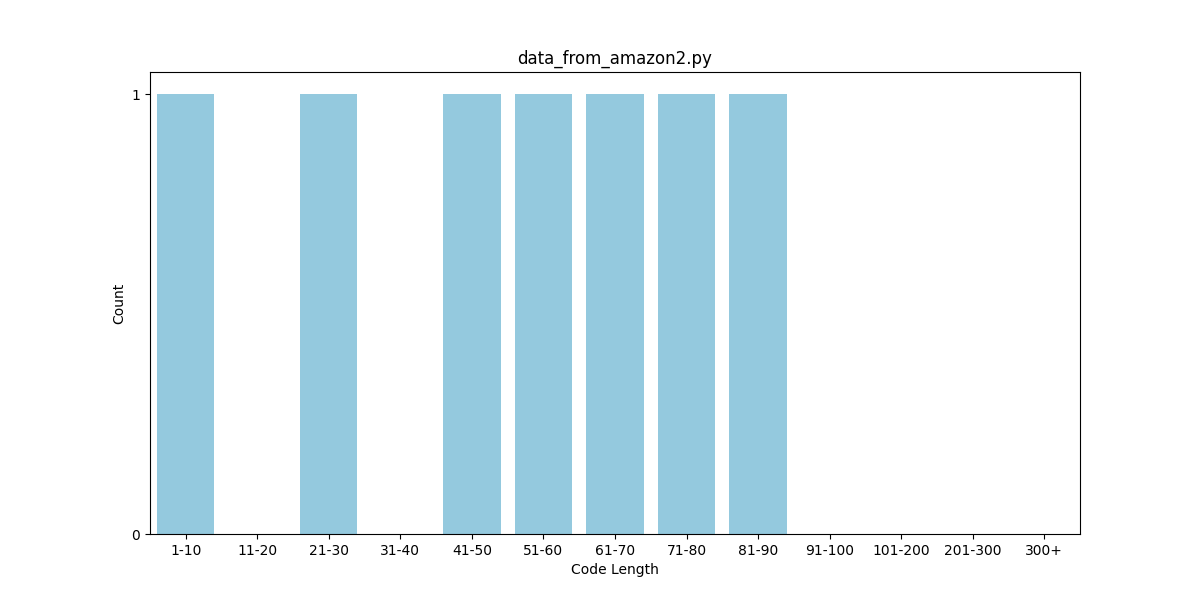 data_from_amazon2.py
1
Count
0
1-10 11-20 21-30 31-40 41-50 51-60 61-70 71-80 81-90 91-100 101-200 201-300 300+
Code Length